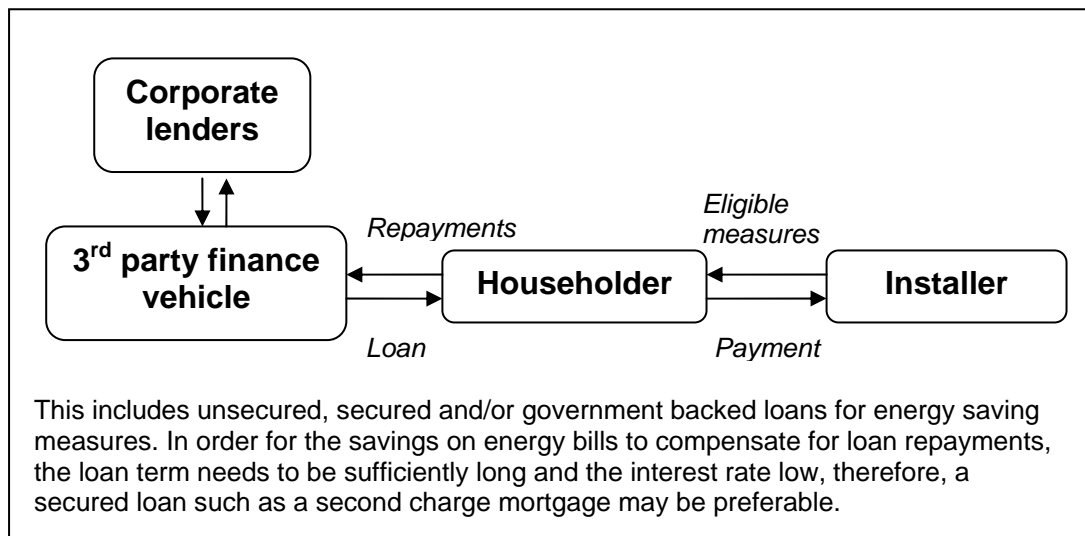 Corporate
lenders
Repayments
Eligible
measures
3rd party finance
vehicle
Householder
Installer
Loan
Payment
This includes unsecured, secured and/or government backed loans for energy saving
measures. In order for the savings on energy bills to compensate for loan repayments,
the loan term needs to be sufficiently long and the interest rate low, therefore, a
secured loan such as a second charge mortgage may be preferable.